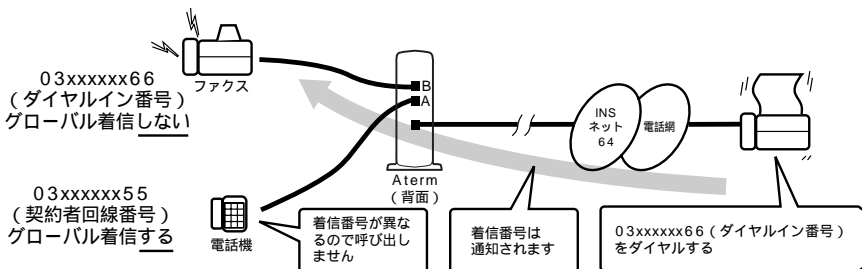 03xxxxxx66
(ダイヤルイン番号)
グローバル着信しない
ファクス
B
A
INS
ネット
64
電話網
Aterm
(背面)
03xxxxxx55
(契約者回線番号)
グローバル着信する
電話機
着信番号が異な
るので呼び出し
ません
着信番号は
通知されます
03xxxxxx66(ダイヤルイン番号)
をダイヤルする